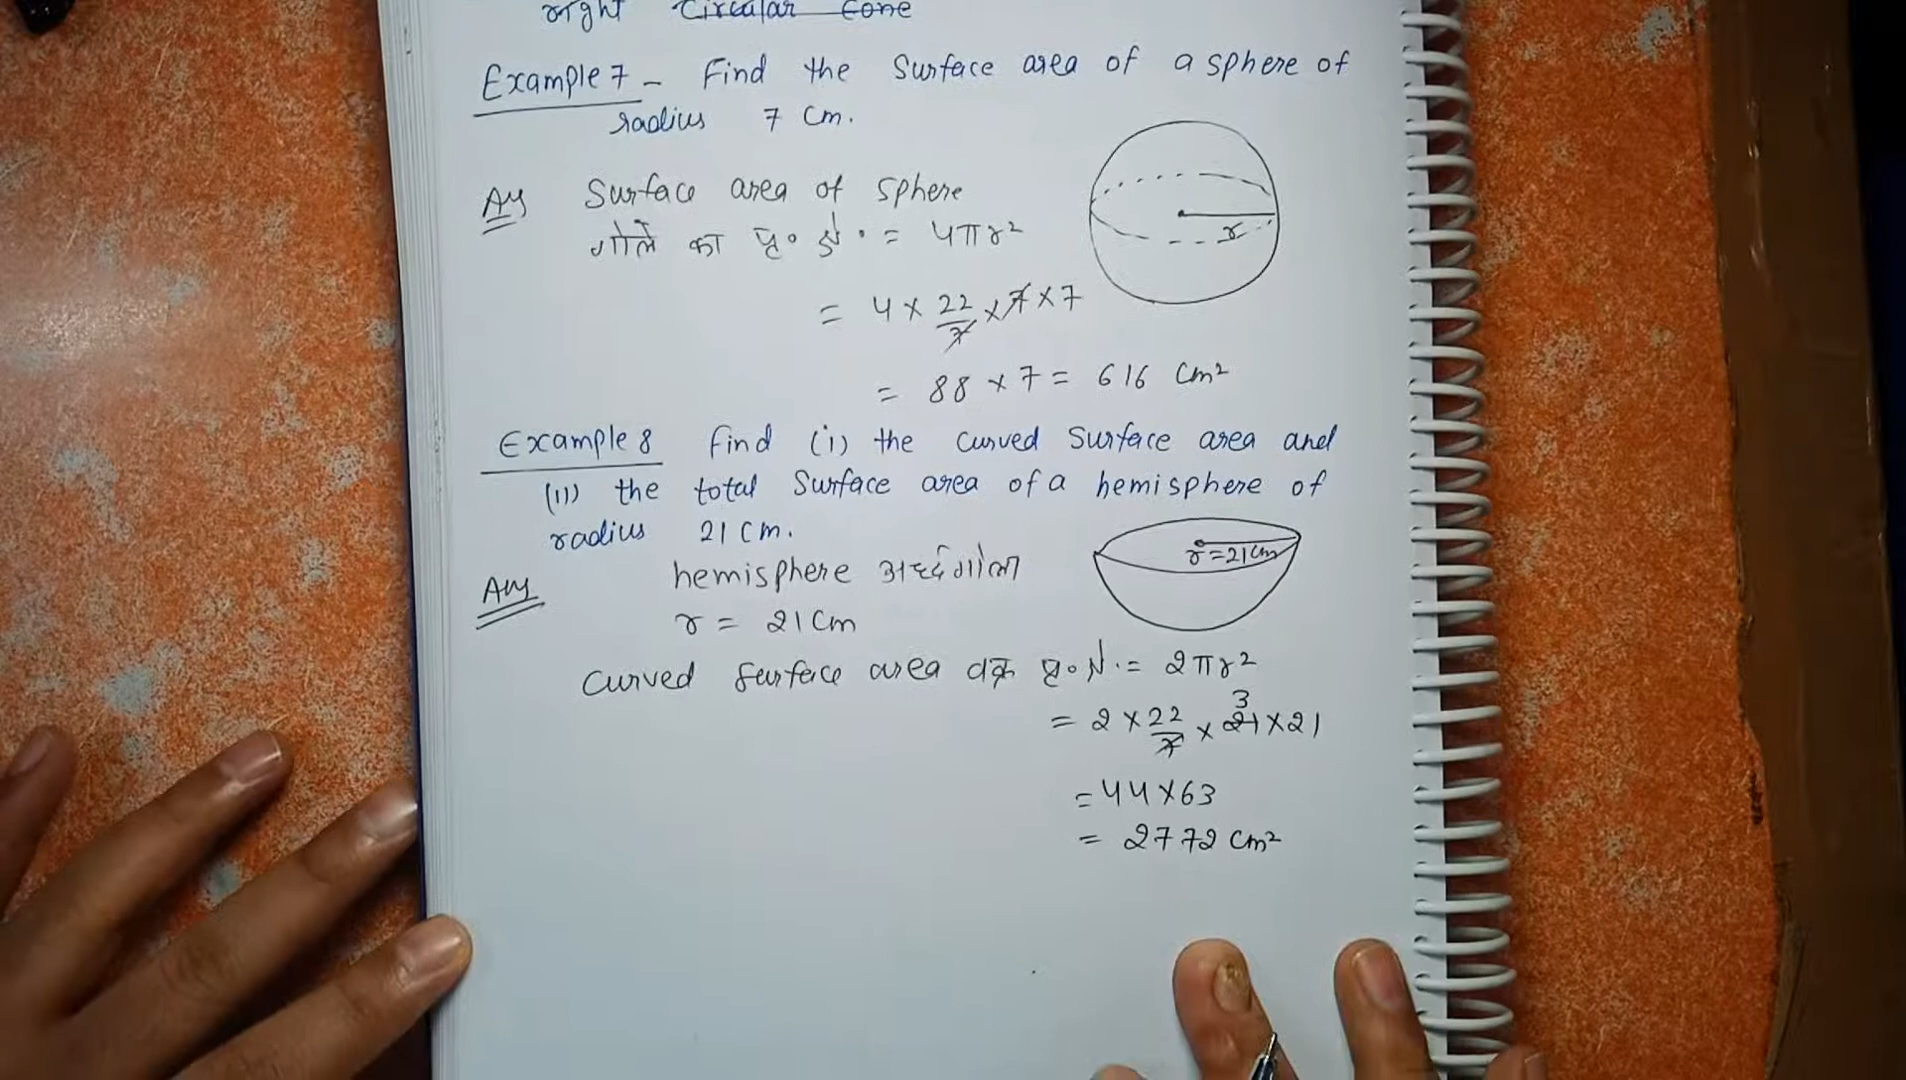 right Circular Cone
Example 7 - Find the Surface area of a sphere of
radius 7 Cm.
Ans Surface area of Sphere
गोले का पृ० क्षे० = 4πr²
r
= 4 × 22/7 × 7 × 7
= 88 × 7 = 616 Cm²
Example 8 find (i) the curved Surface area and
(ii) the total Surface area of a hemisphere of
radius 21 Cm.
r = 21 Cm
Ans hemisphere अर्द्धगोला
r = 21 Cm
Curved Surface area वक्र पृ० क्षे. = 2πr²
= 2 × 22/7 × 21 × 21
3
= 44 × 63
= 2772 Cm²